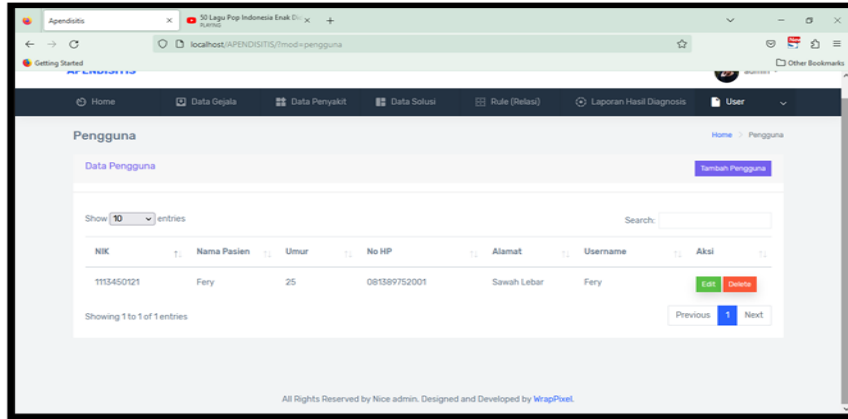 Apendisitis
50 Lagu Pop Indonesia Enak Di
PLAYING
localhost/APENDISITIS/?mod=pengguna
New
Getting Started
Other Bookmarks
APENDISITIS
admin
Home
Data Gejala
Data Penyakit
Data Solusi
Rule (Relasi)
Laporan Hasil Diagnosis
User
Pengguna
Home > Pengguna
Data Pengguna
Tambah Pengguna
Show 10 entries
Search:
NIK Nama Pasien Umur No HP Alamat Username Aksi
1113450121 Fery 25 081389752001 Sawah Lebar Fery Edit Delete
Showing 1 to 1 of 1 entries
Previous 1 Next
All Rights Reserved by Nice admin. Designed and Developed by WrapPixel.